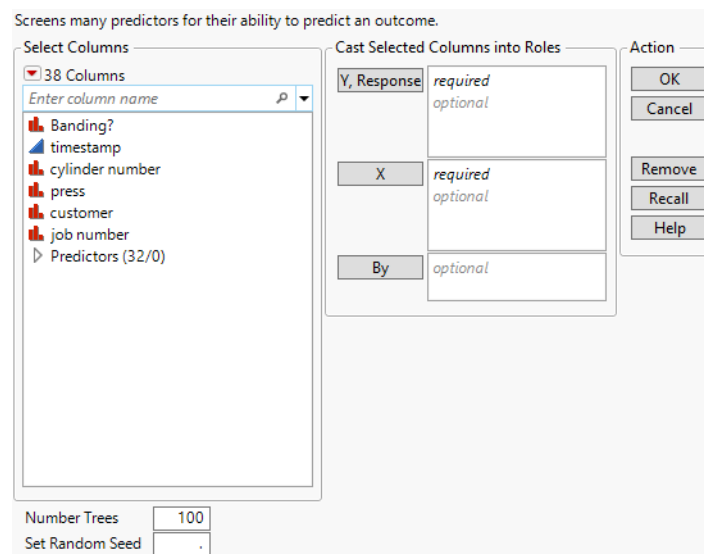 Screens many predictors for their ability to predict an outcome.
Select Columns
38 Columns
Enter column name
Banding?
timestamp
cylinder number
press
customer
job number
Predictors (32/0)
Number Trees 100
Set Random Seed .
Cast Selected Columns into Roles
Y, Response required
optional
X required
optional
By optional
Action
OK
Cancel
Remove
Recall
Help